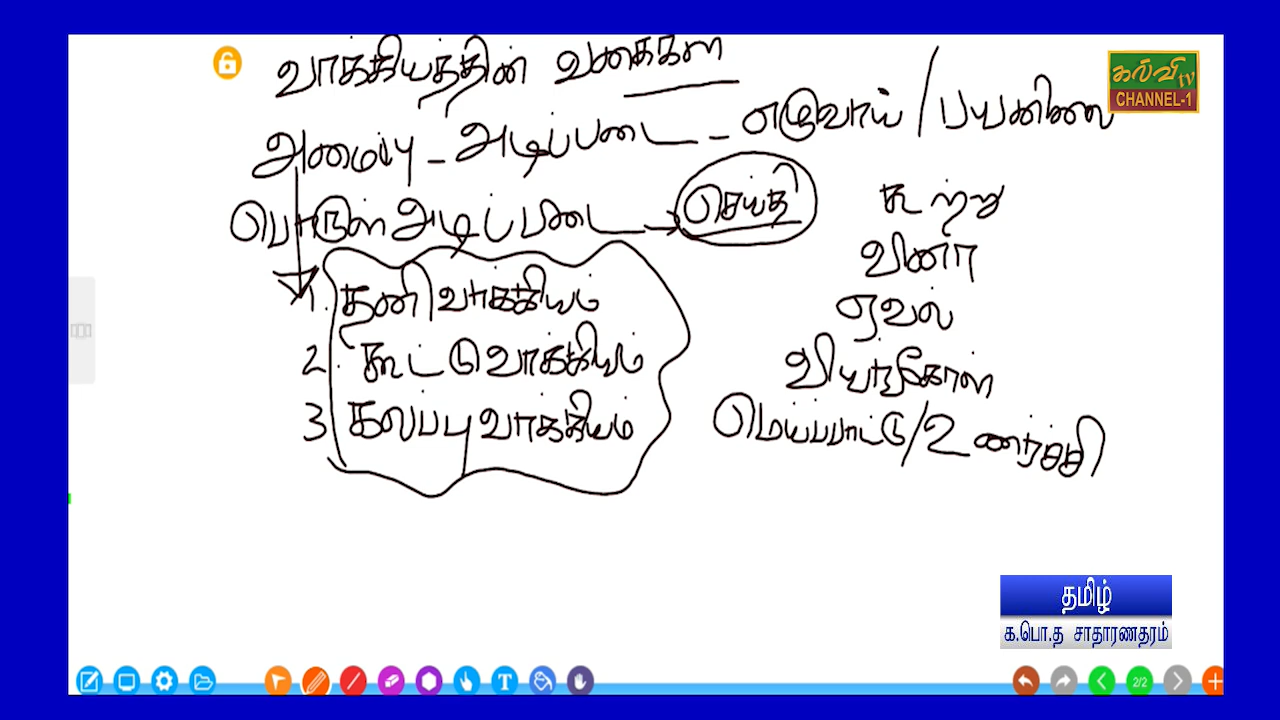 வாக்கியத்தின் வகைகள்
அமைப்பு - அடிப்படை - எழுவாய் / பயனிலை
பொருள் அடிப்படை → செய்தி
1. தனி வாக்கியம்
2. கூட்டு வாக்கியம்
3 கலப்பு வாக்கியம்
கூற்று
வினா
ஏவல்
வியங்கோள்
மெய்ப்பாட்டு / உணர்ச்சி
கல்வி tv
CHANNEL-1
தமிழ்
க.பொ.த சாதாரணதரம்
T
2/2